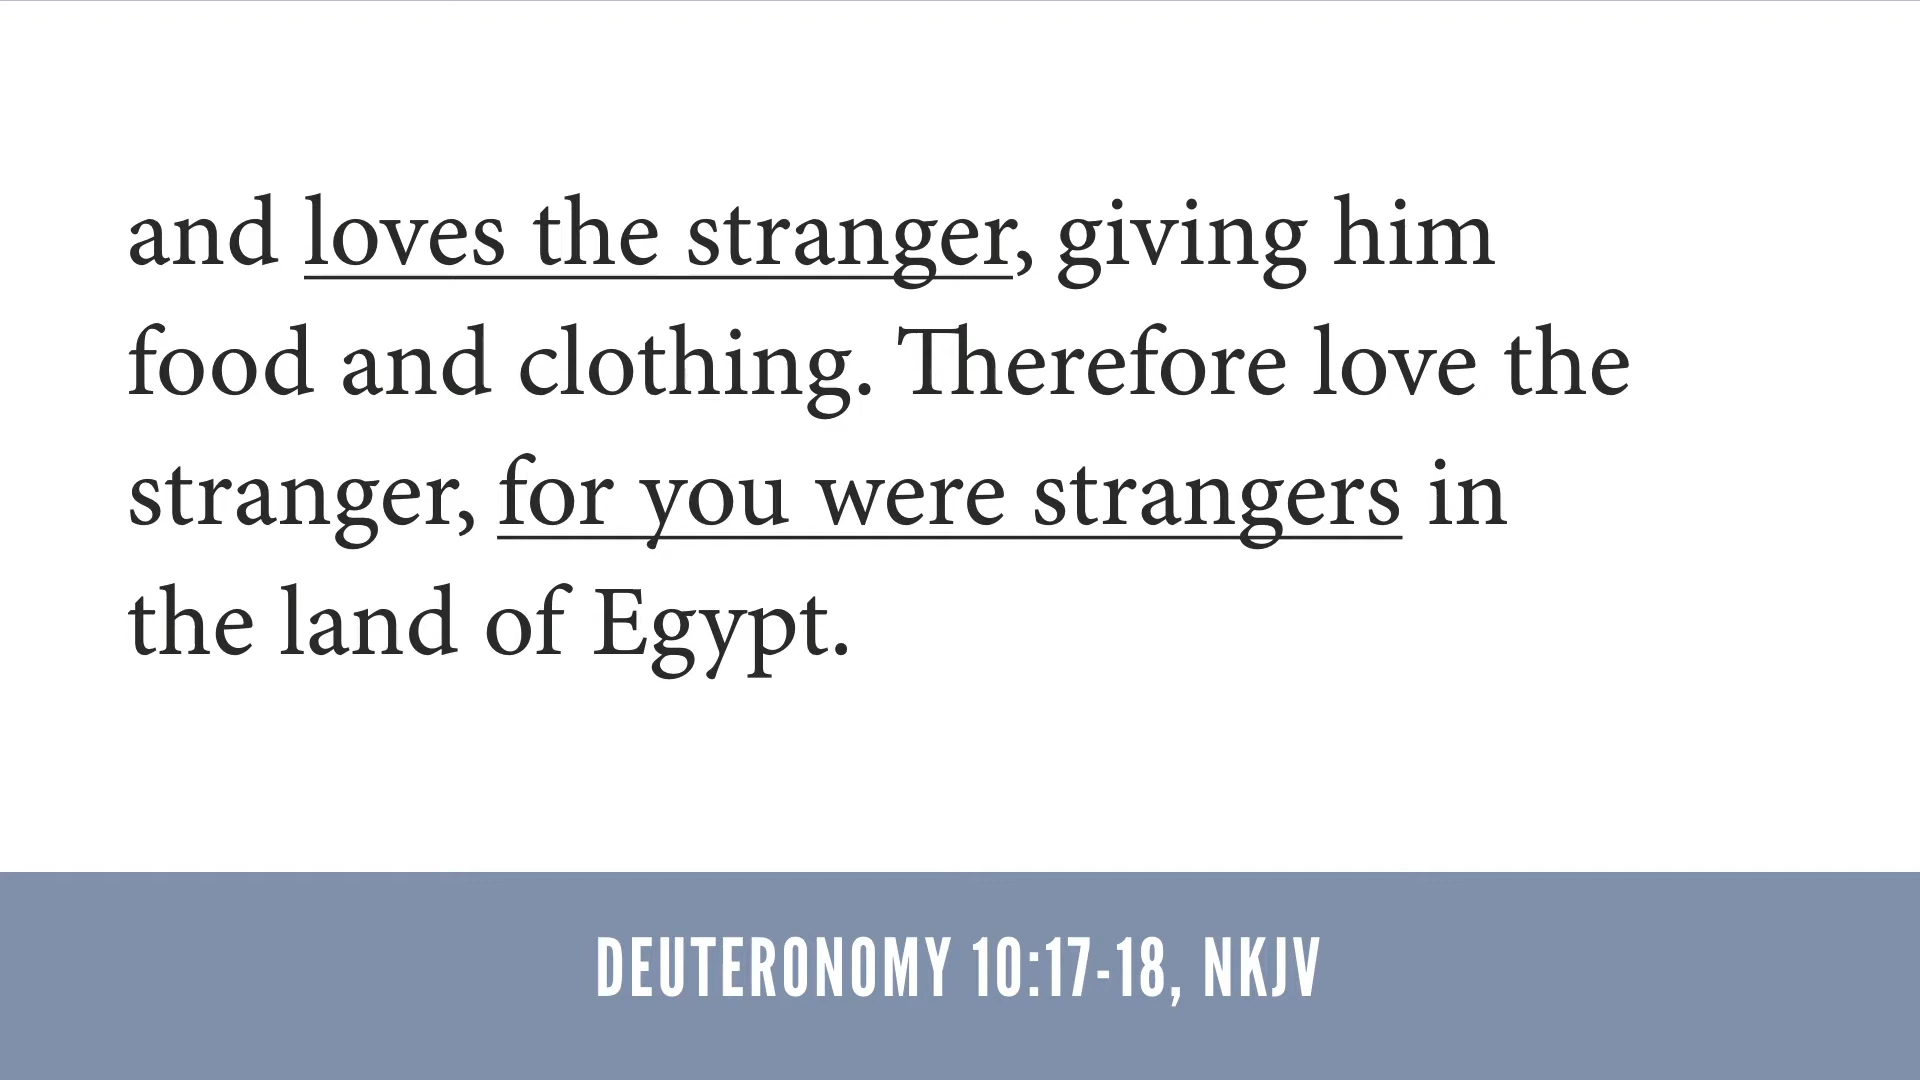 and loves the stranger, giving him
food and clothing. Therefore love the
stranger, for you were strangers in
the land of Egypt.
DEUTERONOMY 10:17-18, NKJV